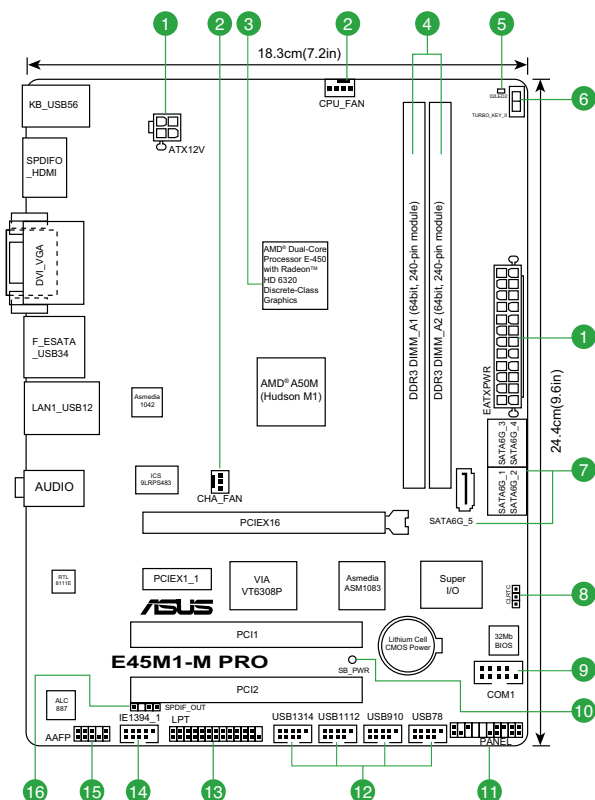 1
2
3
2
4
5
6
18.3cm(7.2in)
KB_USB56
CPU_FAN
02LED2
TURBO_KEY_II
ATX12V
SPDIFO
_HDMI
DVI_VGA
AMD® Dual-Core
Processor E-450
with Radeon™
HD 6320
Discrete-Class
Graphics
DDR3 DIMM_A1 (64bit, 240-pin module)
DDR3 DIMM_A2 (64bit, 240-pin module)
EATXPWR
1
24.4cm(9.6in)
F_ESATA
_USB34
AMD® A50M
(Hudson M1)
LAN1_USB12
Asmedia
1042
2
SATA6G_3
SATA6G_4
SATA6G_1
SATA6G_2
7
AUDIO
ICS
9LRPS483
CHA_FAN
SATA6G_5
PCIEX16
RTL
8111E
PCIEX1_1
VIA
VT6308P
Asmedia
ASM1083
Super
I/O
CLRTC
8
ASUS
PCI1
Lithium Cell
CMOS Power
32Mb
BIOS
E45M1-M PRO
SB_PWR
9
COM1
PCI2
10
ALC
887
SPDIF_OUT
AAFP
IE1394_1
LPT
USB1314
USB1112
USB910
USB78
PANEL
16
15
14
13
12
11